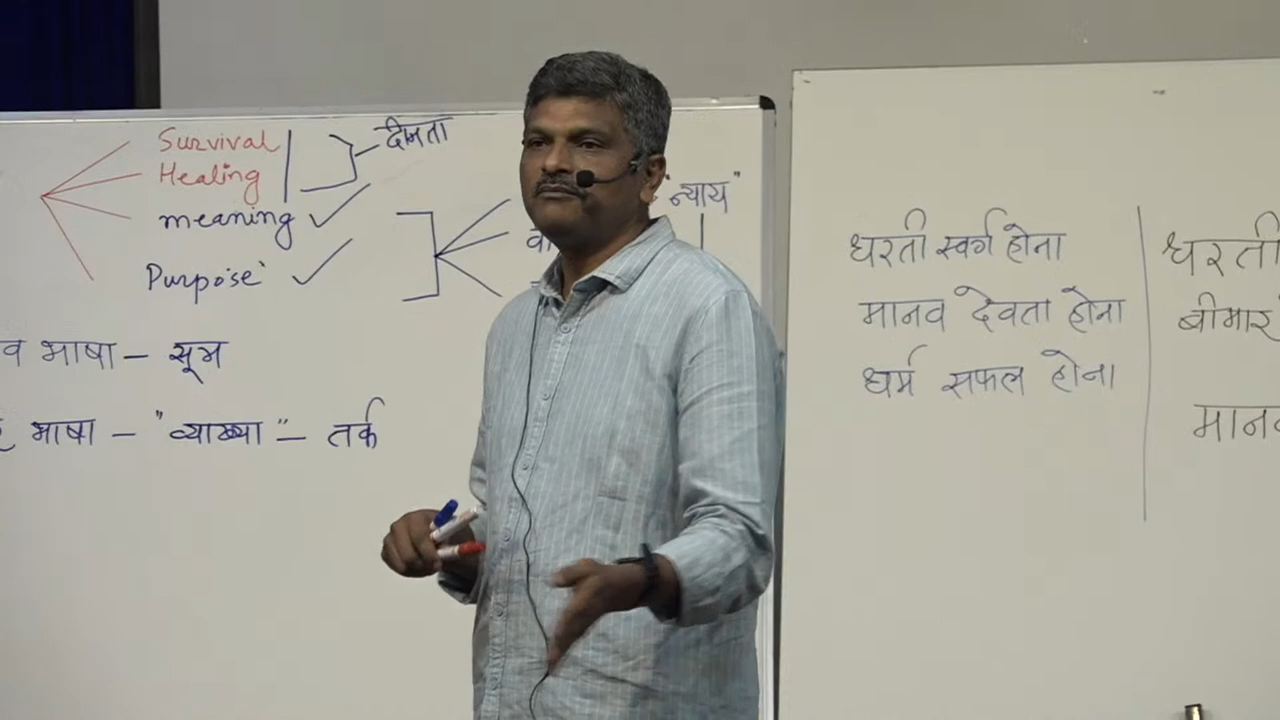 Survival
Healing
दीनता
meaning
"न्याय"
Purpose
भाषा – सूत्र
भाषा – "व्याख्या" – तर्क
धरती स्वर्ग होना
मानव देवता होना
धर्म सफल होना
धरती
बीमार
मानव